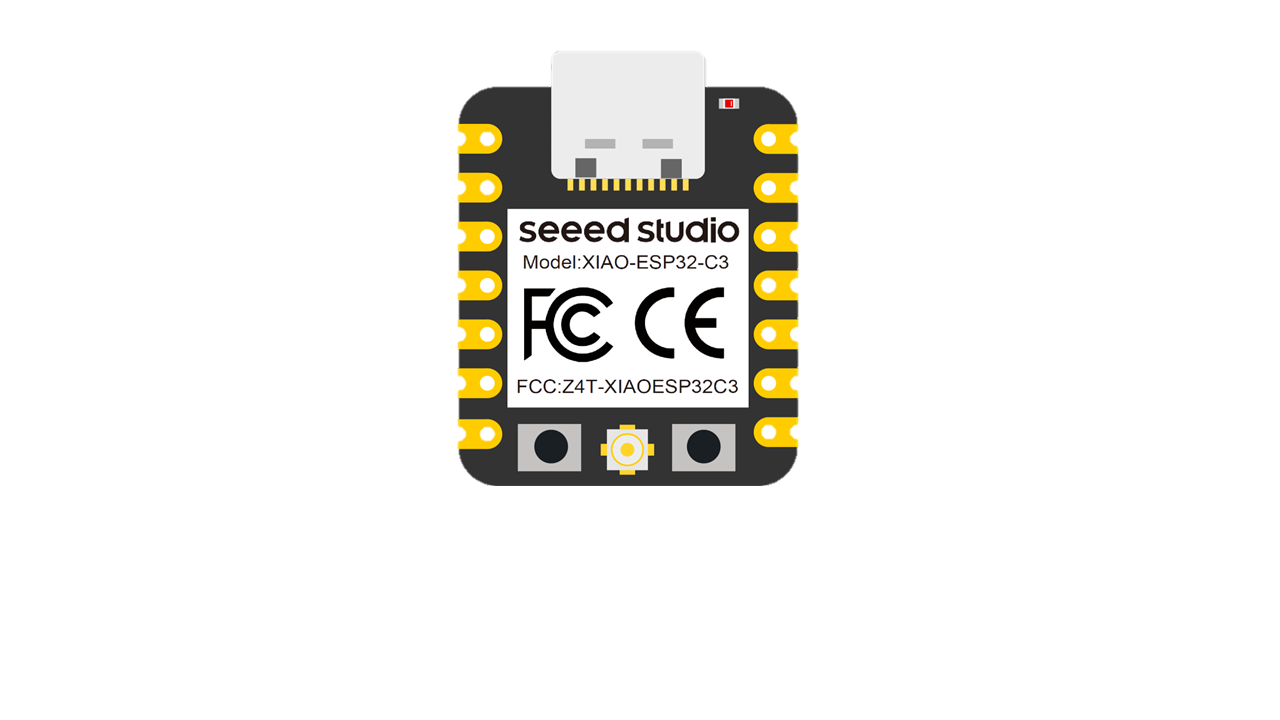 seeed studio
Model:XIAO-ESP32-C3
FC CE
FCC:Z4T-XIAOESP32C3